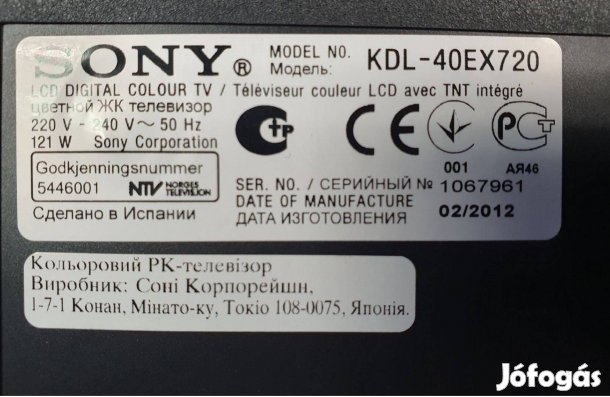 SONY® MODEL NO. Модель: KDL-40EX720
LCD DIGITAL COLOUR TV / Téléviseur couleur LCD avec TNT intégré
цветной ЖК телевизор
220 V - 240 V ~ 50 Hz
121 W Sony Corporation
Godkjenningsnummer
5446001 NTV NORGES TELEVISJON
Сделано в Испании
СтР CE РСТ
001 АЯ46
SER. NO. / СЕРИЙНЫЙ № 1067961
DATE OF MANUFACTURE
ДАТА ИЗГОТОВЛЕНИЯ 02/2012
Кольоровий РК-телевізор
Виробник: Соні Корпорейшн,
1-7-1 Конан, Мінато-ку, Токіо 108-0075, Японія.
Jófogás